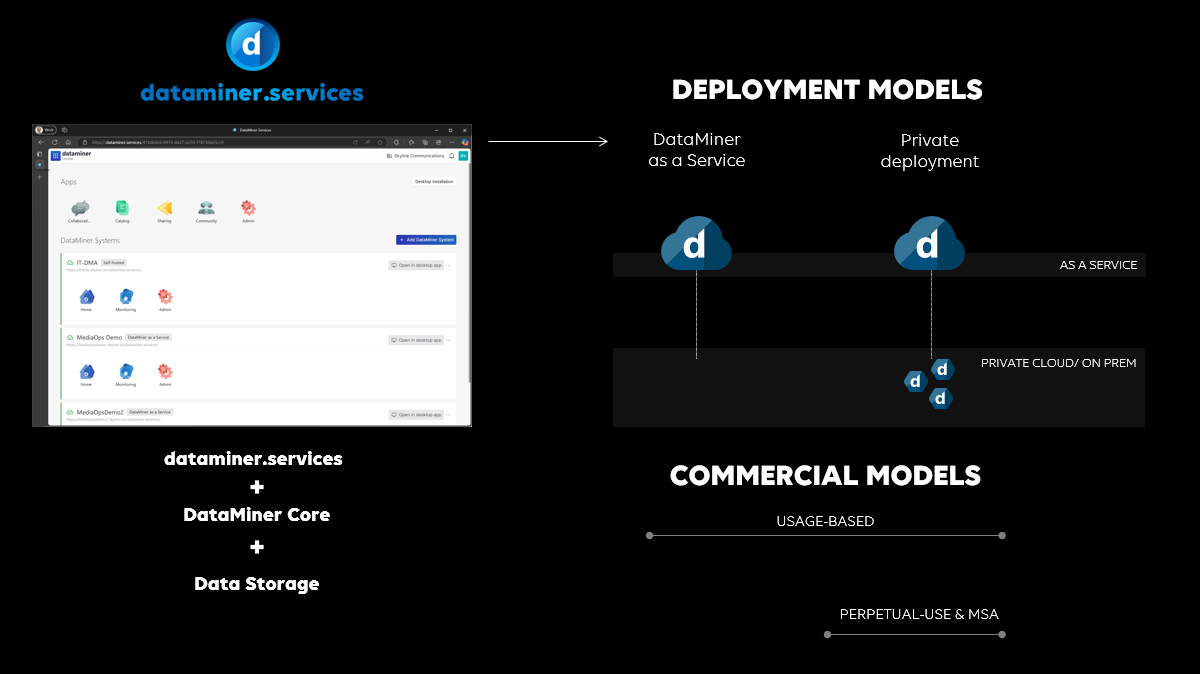 dataminer.services
Work
DataMiner Services
dataminer
Skyline Communications
Apps
Desktop installation
Collaborati...
Catalog
Sharing
Community
Admin
DataMiner Systems
+ Add DataMiner System
IT-DMA Self-hosted
Open in desktop app ...
Home
Monitoring
Admin
MediaOps Demo DataMiner as a Service
Open in desktop app ...
Home
Monitoring
Admin
MediaOpsDemo2 DataMiner as a Service
Open in desktop app ...
dataminer.services
+
DataMiner Core
+
Data Storage
DEPLOYMENT MODELS
DataMiner
as a Service
Private
deployment
AS A SERVICE
PRIVATE CLOUD/ ON PREM
COMMERCIAL MODELS
USAGE-BASED
PERPETUAL-USE & MSA